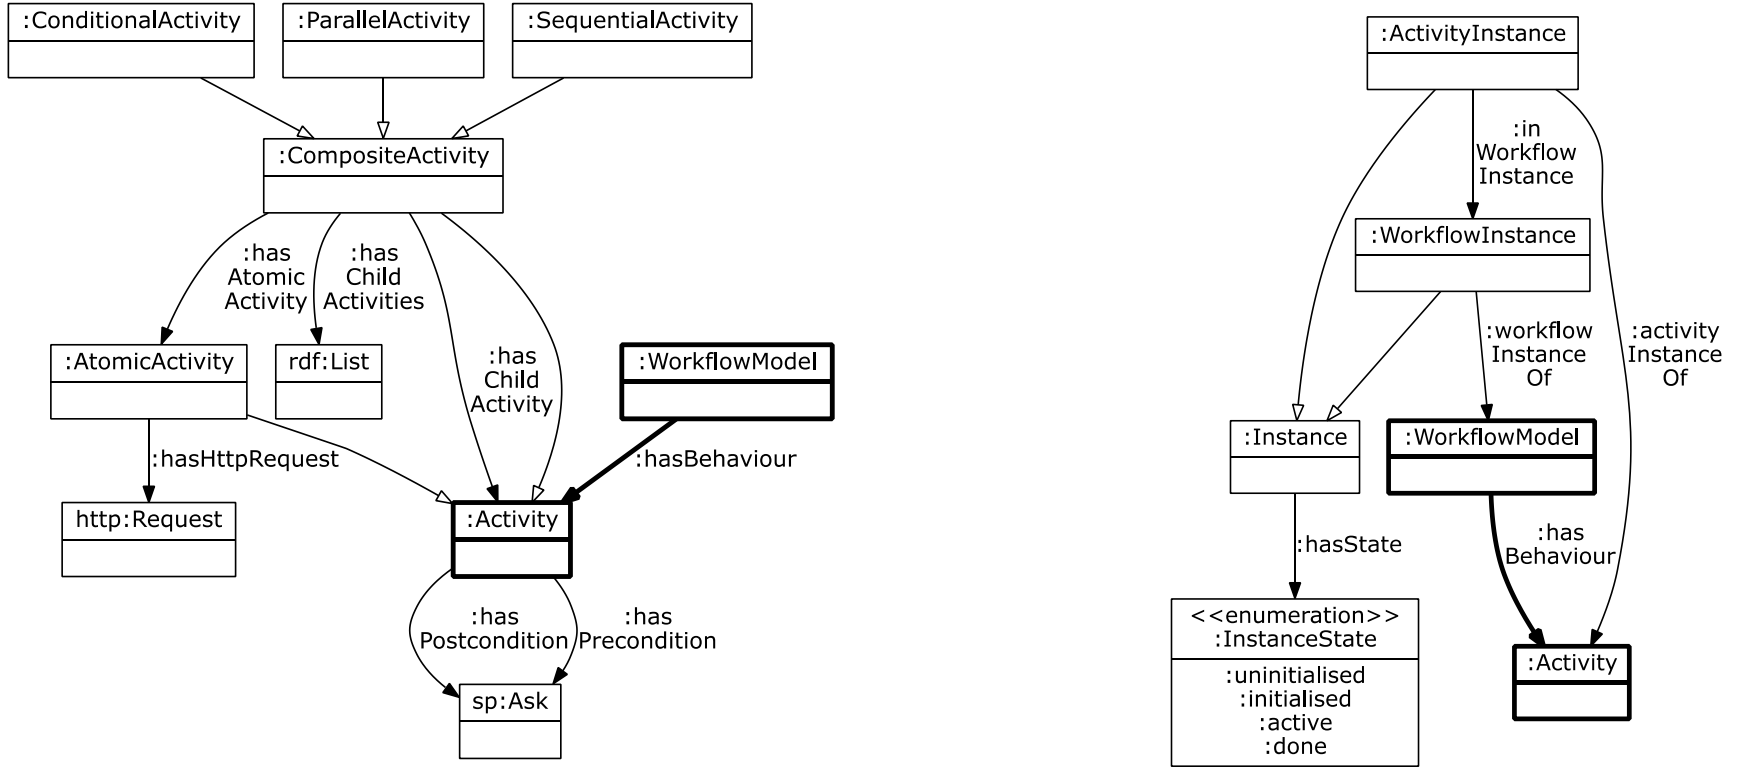 :ConditionalActivity
:ParallelActivity
:SequentialActivity
:CompositeActivity
:has
Atomic
Activity
:has
Child
Activities
:has
Child
Activity
:AtomicActivity
rdf:List
:WorkflowModel
:hasHttpRequest
:hasBehaviour
http:Request
:Activity
:has
Postcondition
:has
Precondition
sp:Ask
:ActivityInstance
:in
Workflow
Instance
:WorkflowInstance
:workflow
Instance
Of
:activity
Instance
Of
:Instance
:WorkflowModel
:hasState
:has
Behaviour
<<enumeration>>
:InstanceState
:uninitialised
:initialised
:active
:done
:Activity